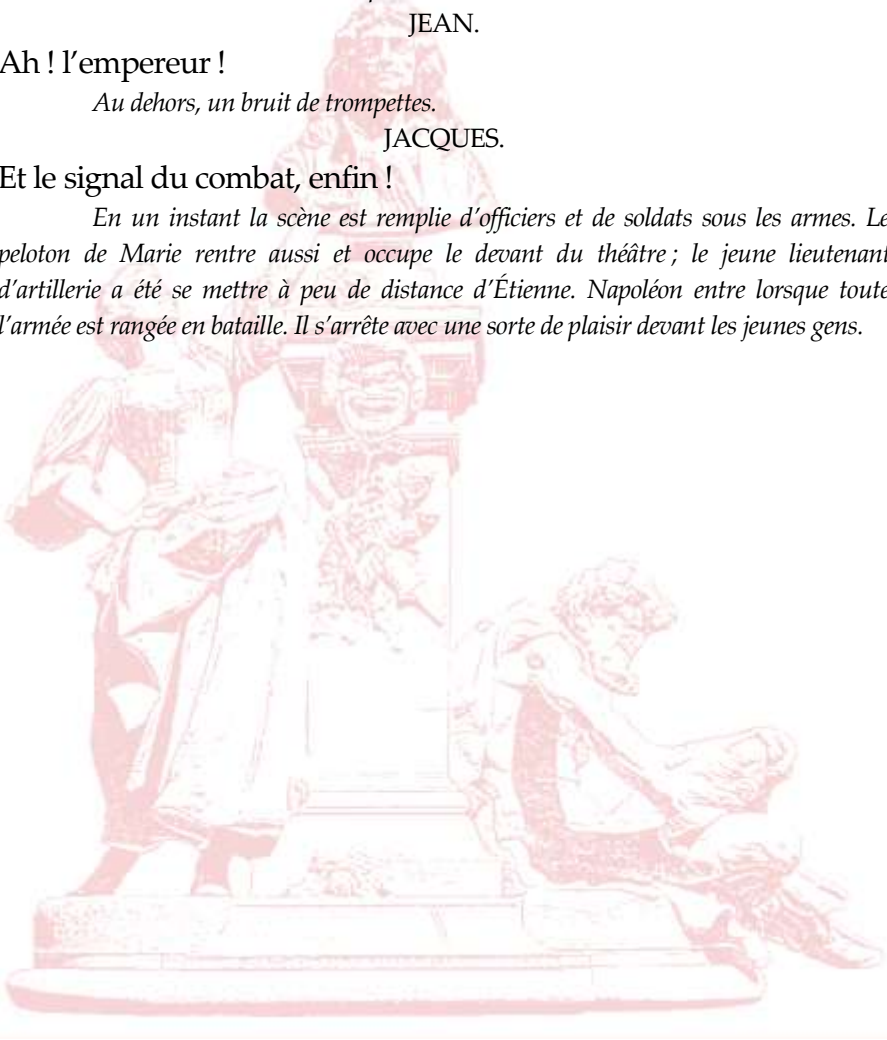 JEAN.
Ah ! l’empereur !
Au dehors, un bruit de trompettes.
JACQUES.
Et le signal du combat, enfin !
En un instant la scène est remplie d’officiers et de soldats sous les armes. Le
peloton de Marie rentre aussi et occupe le devant du théâtre ; le jeune lieutenant
d’artillerie a été se mettre à peu de distance d’Étienne. Napoléon entre lorsque toute
l’armée est rangée en bataille. Il s’arrête avec une sorte de plaisir devant les jeunes gens.